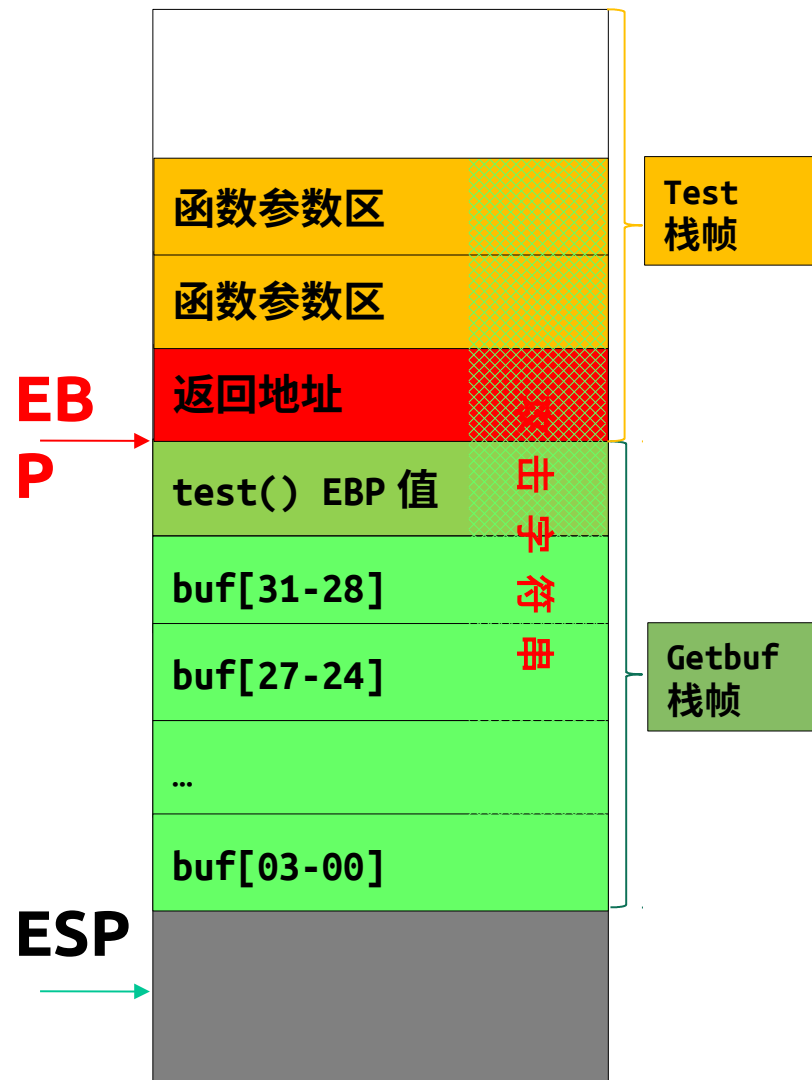 函数参数区
函数参数区
返回地址
test() EBP 值
buf[31-28]
buf[27-24]
…
buf[03-00]
EB
P
ESP
击
字
符
串
Test
栈帧
Getbuf
栈帧